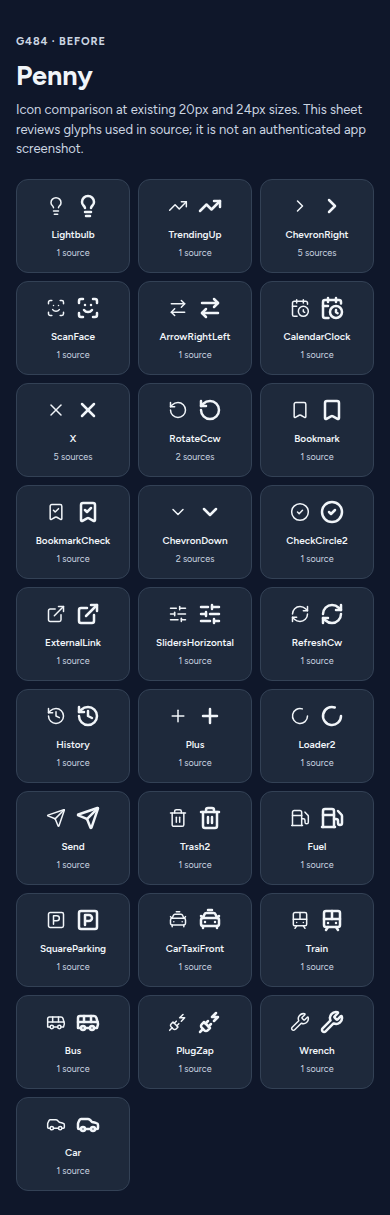 G484 · BEFORE
Penny
Icon comparison at existing 20px and 24px sizes. This sheet
reviews glyphs used in source; it is not an authenticated app
screenshot.
Lightbulb
1 source
TrendingUp
1 source
ChevronRight
5 sources
ScanFace
1 source
ArrowRightLeft
1 source
CalendarClock
1 source
X
5 sources
RotateCcw
2 sources
Bookmark
1 source
BookmarkCheck
1 source
ChevronDown
2 sources
CheckCircle2
1 source
ExternalLink
1 source
SlidersHorizontal
1 source
RefreshCw
1 source
History
1 source
Plus
1 source
Loader2
1 source
Send
1 source
Trash2
1 source
Fuel
1 source
P P
SquareParking
1 source
CarTaxiFront
1 source
Train
1 source
Bus
1 source
PlugZap
1 source
Wrench
1 source
Car
1 source